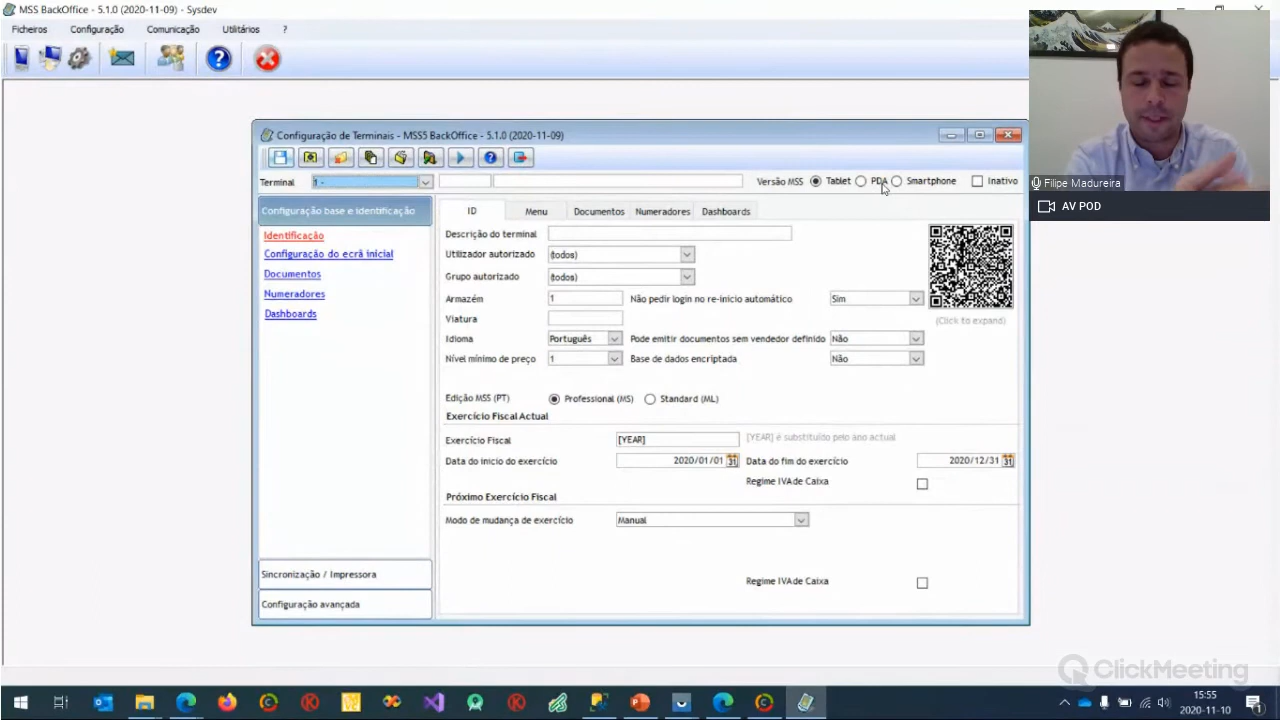 MSS BackOffice - 5.1.0 (2020-11-09) - Sysdev
Ficheiros Configuração Comunicação Utilitários ?
Configuração de Terminais - MSS5 BackOffice - 5.1.0 (2020-11-09)
Terminal 1 - Versão MSS Tablet PDA Smartphone Inativo
Configuração base e identificação
Identificação
Configuração do ecrã inicial
Documentos
Numeradores
Dashboards
Sincronização / Impressora
Configuração avançada
ID Menu Documentos Numeradores Dashboards
Descrição do terminal
Utilizador autorizado (todos)
Grupo autorizado (todos)
Armazém 1 Não pedir login no re-inicio automático Sim
Viatura
(Click to expand)
Idioma Português Pode emitir documentos sem vendedor definido Não
Nível mínimo de preço 1 Base de dados encriptada Não
Edição MSS (PT) Professional (MS) Standard (ML)
Exercício Fiscal Actual
Exercício Fiscal [YEAR] [YEAR] é substituído pelo ano actual
Data do inicio do exercício 2020/01/01 31 Data do fim do exercício 2020/12/31 31
Regime IVAde Caixa
Próximo Exercício Fiscal
Modo de mudança de exercício Manual
Regime IVAde Caixa
Filipe Madureira
AV POD
ClickMeeting
15:55
2020-11-10
1